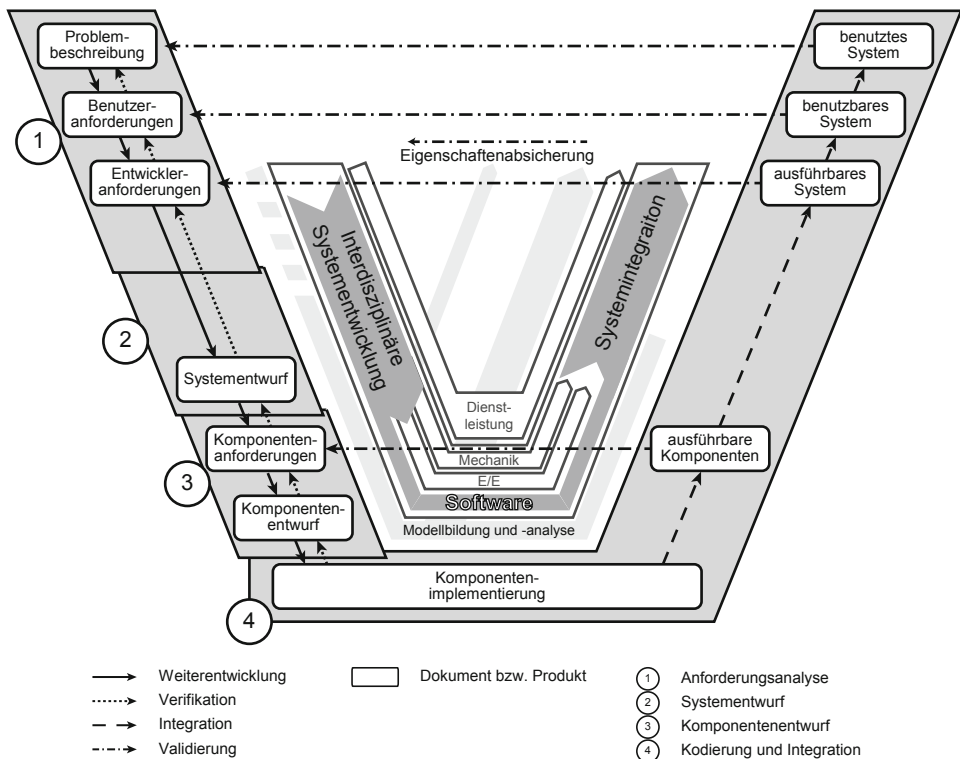 Problem-
beschreibung
benutztes
System
Benutzer-
anforderungen
benutzbares
System
1
Eigenschaftenabsicherung
Entwickler-
anforderungen
ausführbares
System
Interdisziplinäre
Systementwicklung
Systemintegraiton
2
Systementwurf
Dienst-
leistung
Komponenten-
anforderungen
ausführbare
Komponenten
Mechanik
3
E/E
Software
Komponenten-
entwurf
Modellbildung und -analyse
Komponenten-
implementierung
4
Weiterentwicklung
Dokument bzw. Produkt
1 Anforderungsanalyse
Verifikation
2 Systementwurf
Integration
3 Komponentenentwurf
Validierung
4 Kodierung und Integration